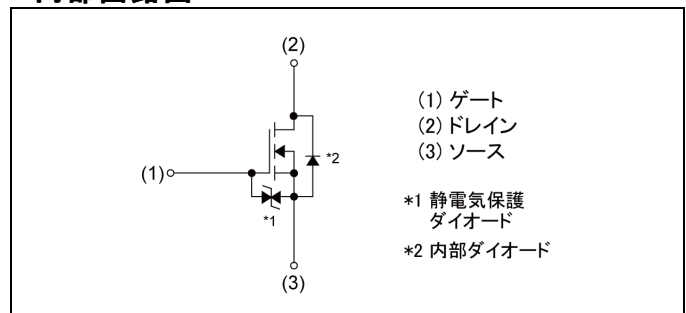 (2)
(1)
*2
*1
(3)
(1) ゲート
(2) ドレイン
(3) ソース
*1 静電気保護
ダイオード
*2 内部ダイオード